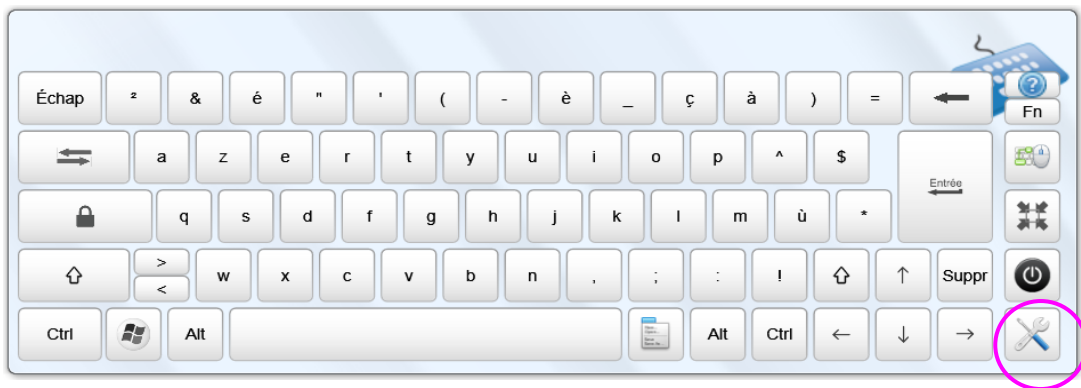 Échap ² & é " ' ( - è _ ç à ) = ? Fn
a z e r t y u i o p ^ $ Entrée
q s d f g h j k l m ù *
> < w x c v b n , ; : ! Suppr
Ctrl Alt Alt Ctrl